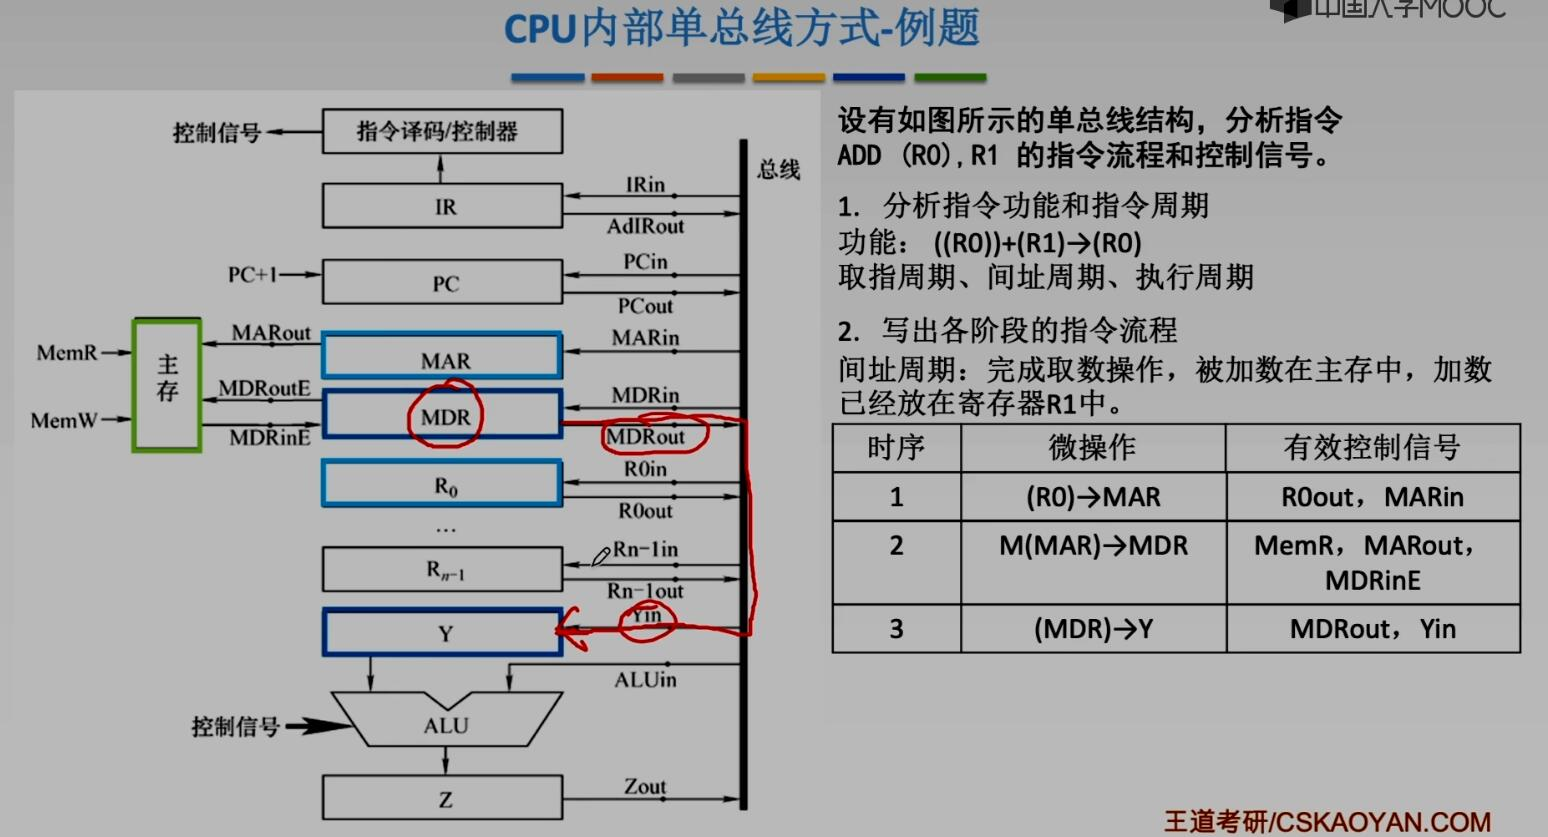 中国大学MOOC
CPU内部单总线方式-例题
控制信号
指令译码/控制器
总线
IR
IRin
AdIRout
PC+1
PC
PCin
PCout
MemR
MemW
主存
MARout
MAR
MARin
MDRoutE
MDRinE
MDR
MDRin
MDRout
R0
R0in
R0out
…
Rn-1
Rn-1in
Rn-1out
Y
Yin
ALUin
控制信号
ALU
Z
Zout
设有如图所示的单总线结构，分析指令
ADD (R0),R1 的指令流程和控制信号。
1. 分析指令功能和指令周期
功能： ((R0))+(R1)→(R0)
取指周期、间址周期、执行周期
2. 写出各阶段的指令流程
间址周期：完成取数操作，被加数在主存中，加数
已经放在寄存器R1中。
时序 微操作 有效控制信号
1 (R0)→MAR R0out，MARin
2 M(MAR)→MDR MemR，MARout，
MDRinE
3 (MDR)→Y MDRout，Yin
王道考研/CSKAOYAN.COM